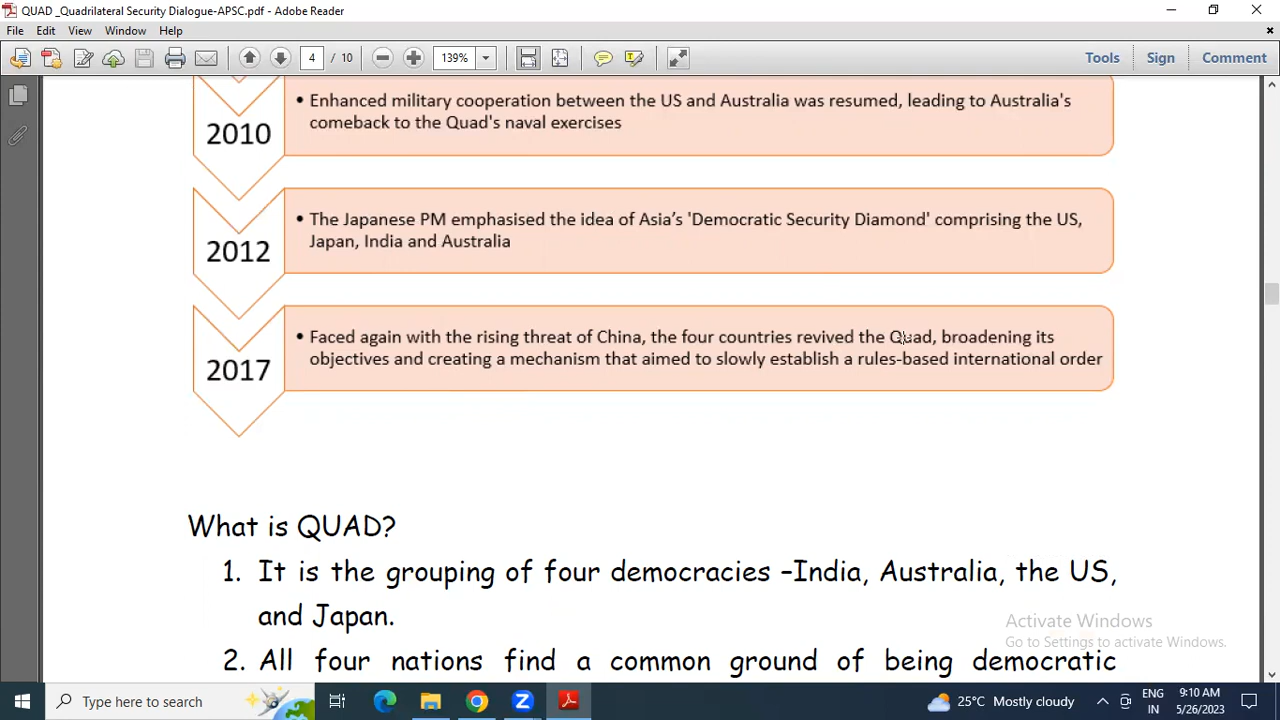 QUAD _Quadrilateral Security Dialogue-APSC.pdf - Adobe Reader
File Edit View Window Help
4 / 10 139% Tools Sign Comment
2010
• Enhanced military cooperation between the US and Australia was resumed, leading to Australia's
comeback to the Quad's naval exercises
2012
• The Japanese PM emphasised the idea of Asia’s 'Democratic Security Diamond' comprising the US,
Japan, India and Australia
2017
• Faced again with the rising threat of China, the four countries revived the Quad, broadening its
objectives and creating a mechanism that aimed to slowly establish a rules-based international order
What is QUAD?
1. It is the grouping of four democracies –India, Australia, the US,
and Japan.
2. All four nations find a common ground of being democratic
Activate Windows
Go to Settings to activate Windows.
Type here to search
25°C Mostly cloudy
ENG
IN
9:10 AM
5/26/2023